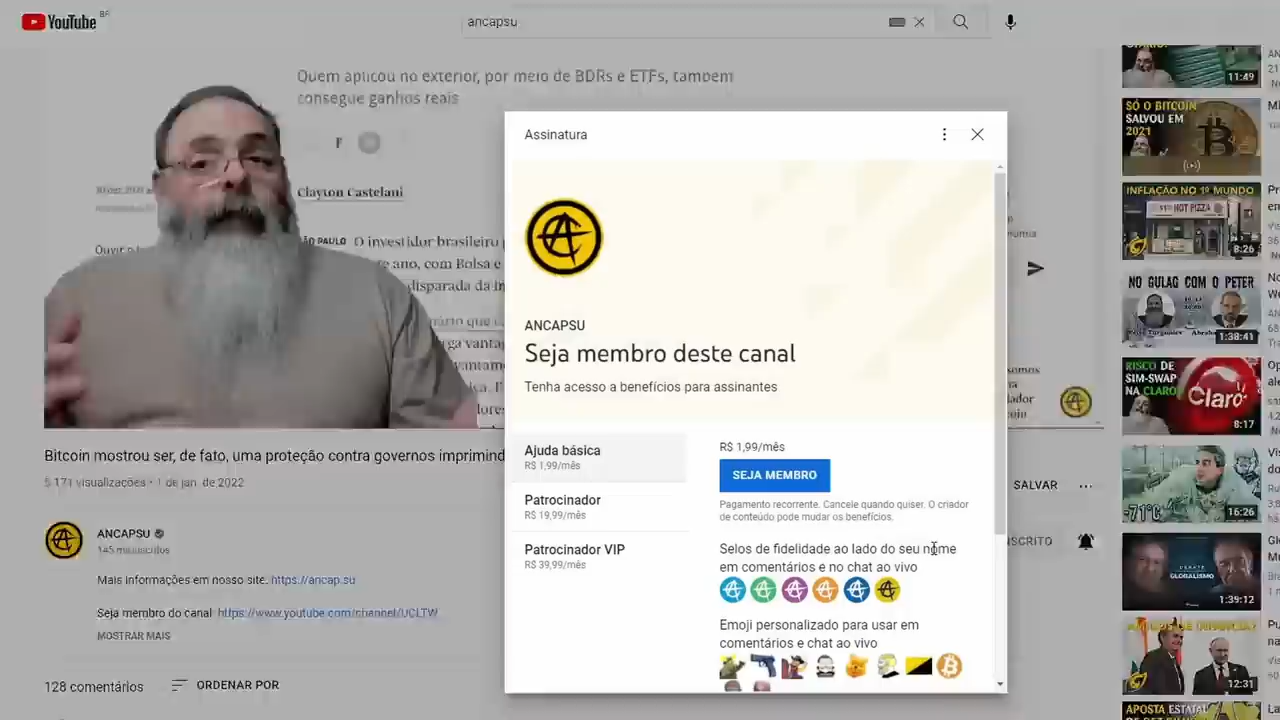 YouTube BR
ancapsu
Quem aplicou no exterior, por meio de BDRs e ETFs, também
consegue ganhos reais
Clayton Castelani
O investidor brasileiro
ano, com Bolsa e
Bitcoin mostrou ser, de fato, uma proteção contra governos imprimind
5.171 visualizações • 1 de jan. de 2022
SALVAR
ANCAPSU
Mais informações em nosso site: https://ancap.su
Seja membro do canal: https://www.youtube.com/channel/UCLTW
MOSTRAR MAIS
128 comentários
ORDENAR POR
Assinatura
ANCAPSU
Seja membro deste canal
Tenha acesso a benefícios para assinantes
Ajuda básica
R$ 1,99/mês
Patrocinador
R$ 19,99/mês
Patrocinador VIP
R$ 39,99/mês
R$ 1,99/mês
SEJA MEMBRO
Pagamento recorrente. Cancele quando quiser. O criador
de conteúdo pode mudar os benefícios.
Selos de fidelidade ao lado do seu nome
em comentários e no chat ao vivo
Emoji personalizado para usar em
comentários e chat ao vivo
11:49
SÓ O BITCOIN
SALVOU EM
2021
INFLAÇÃO NO 1º MUNDO
HOT PIZZA
8:26
NO GULAG COM O PETER
1:38:41
RISCO DE
SIM-SWAP
NA CLARO
Claro
8:17
-71°C
16:26
DEBATE
GLOBALISMO
1:39:12
12:31
APOSTA ESTATAL